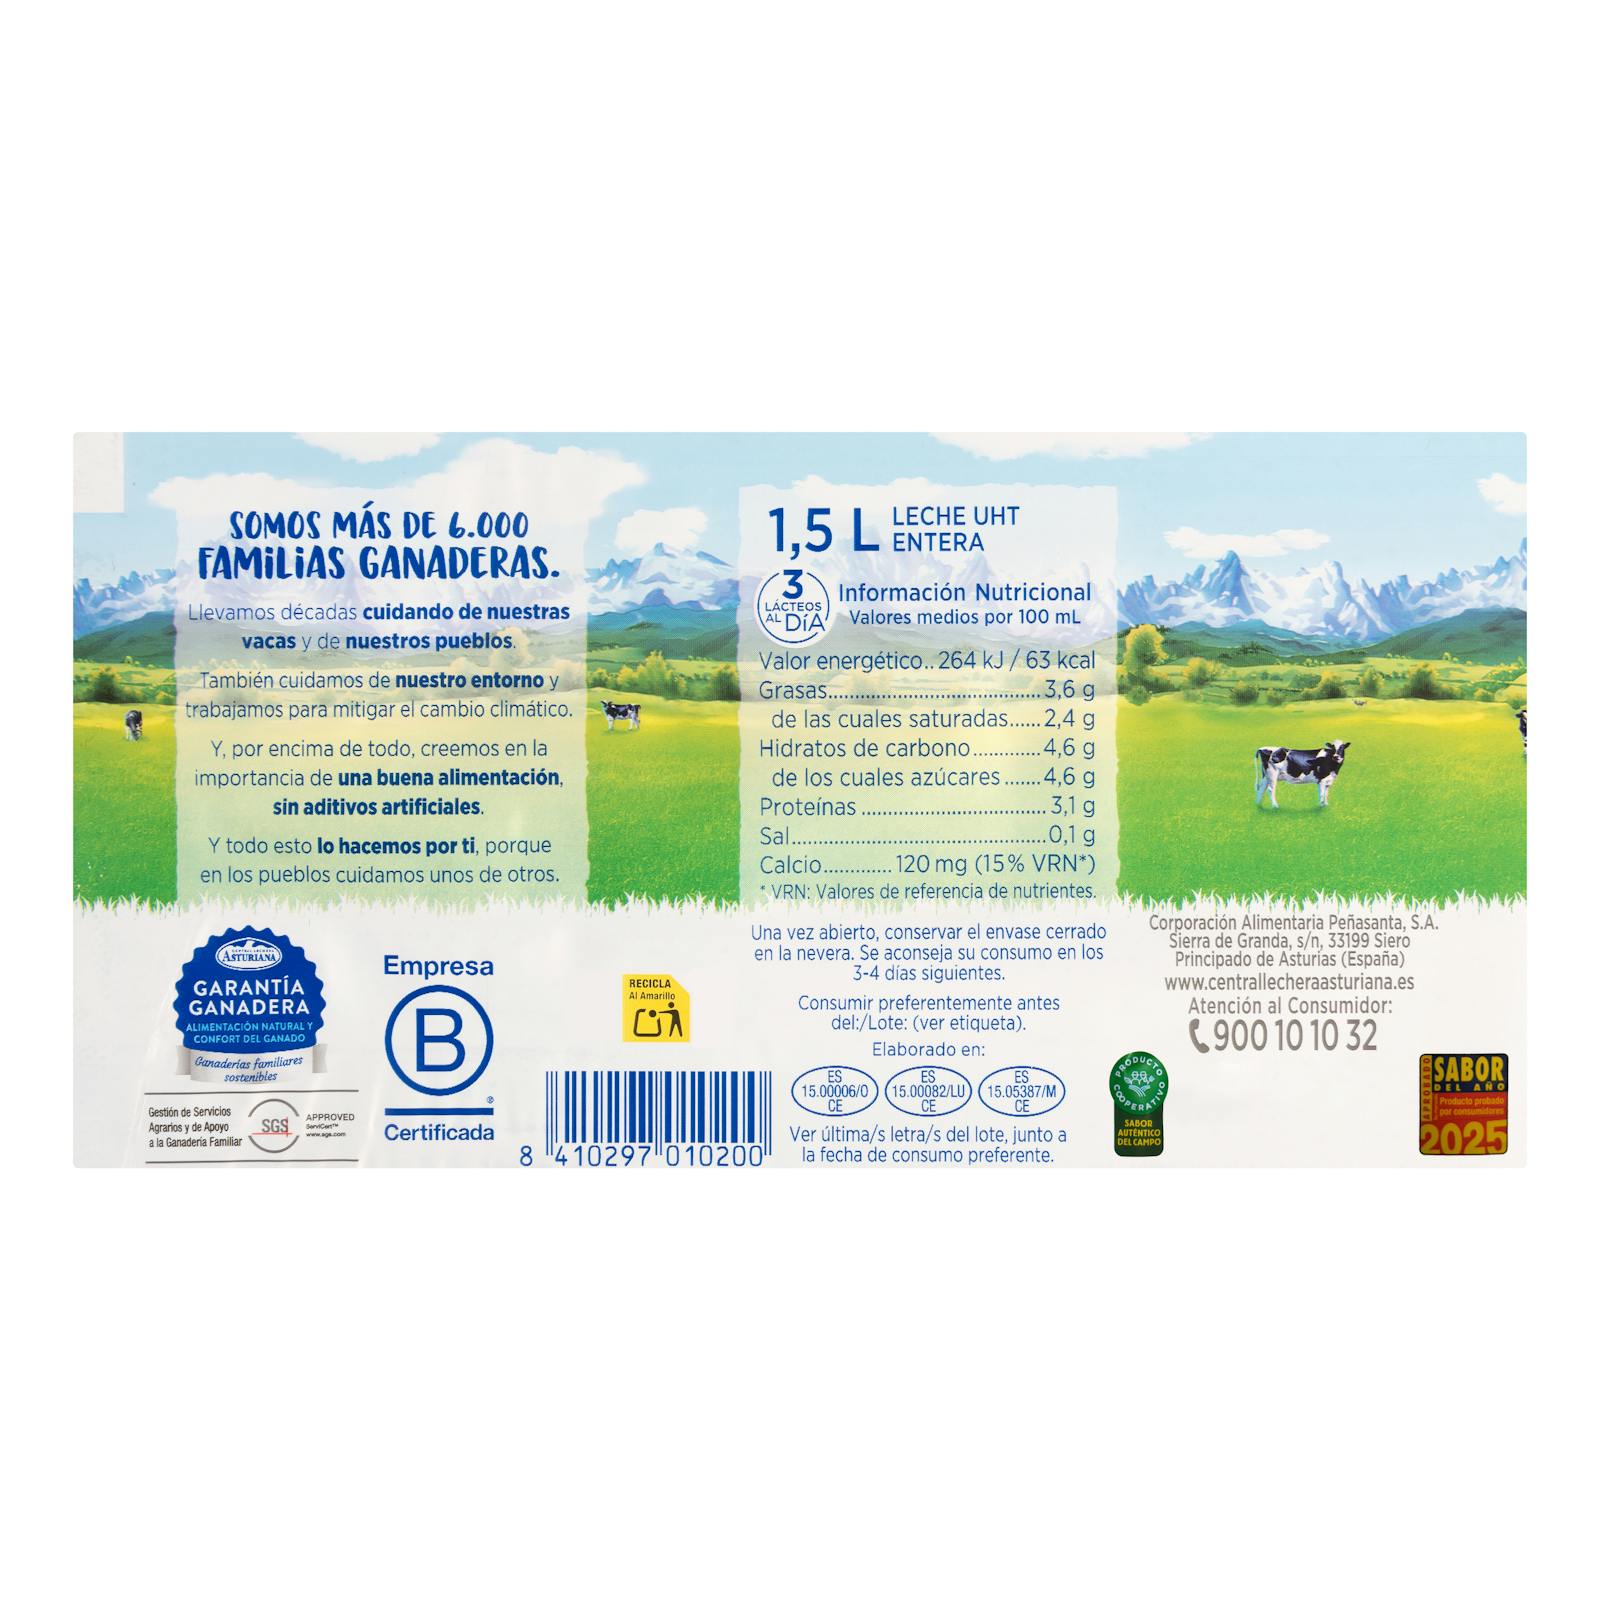 SOMOS MÁS DE 6.000
FAMILIAS GANADERAS.
Llevamos décadas cuidando de nuestras
vacas y de nuestros pueblos.
También cuidamos de nuestro entorno y
trabajamos para mitigar el cambio climático.
Y, por encima de todo, creemos en la
importancia de una buena alimentación,
sin aditivos artificiales.
Y todo esto lo hacemos por ti, porque
en los pueblos cuidamos unos de otros.
CENTRAL LECHERA
ASTURIANA
GARANTÍA
GANADERA
ALIMENTACIÓN NATURAL Y
CONFORT DEL GANADO
Ganaderías familiares
sostenibles
Gestión de Servicios
Agrarios y de Apoyo
a la Ganadería Familiar
SGS
APPROVED
ServiCert™
www.sgs.com
Empresa
B
®
Certificada
RECICLA
Al Amarillo
8 410297 010200
1,5 L LECHE UHT
ENTERA
3
LÁCTEOS
AL DÍA
Información Nutricional
Valores medios por 100 mL
Valor energético.. 264 kJ / 63 kcal
Grasas.................................. 3,6 g
de las cuales saturadas...... 2,4 g
Hidratos de carbono........... 4,6 g
de los cuales azúcares ....... 4,6 g
Proteínas .............................. 3,1 g
Sal.........................................0,1 g
Calcio............. 120 mg (15% VRN*)
* VRN: Valores de referencia de nutrientes.
Una vez abierto, conservar el envase cerrado
en la nevera. Se aconseja su consumo en los
3-4 días siguientes.
Consumir preferentemente antes
del:/Lote: (ver etiqueta).
Elaborado en:
ES
15.00006/O
CE
ES
15.00082/LU
CE
ES
15.05387/M
CE
Ver última/s letra/s del lote, junto a
la fecha de consumo preferente.
Corporación Alimentaria Peñasanta, S.A.
Sierra de Granda, s/n, 33199 Siero
Principado de Asturias (España)
www.centrallecheraasturiana.es
Atención al Consumidor:
900 10 10 32
PRODUCTO
COOPERATIVO
SABOR
AUTÉNTICO
DEL CAMPO
APROBADO
SABOR
DEL AÑO
Producto probado
por consumidores
2025